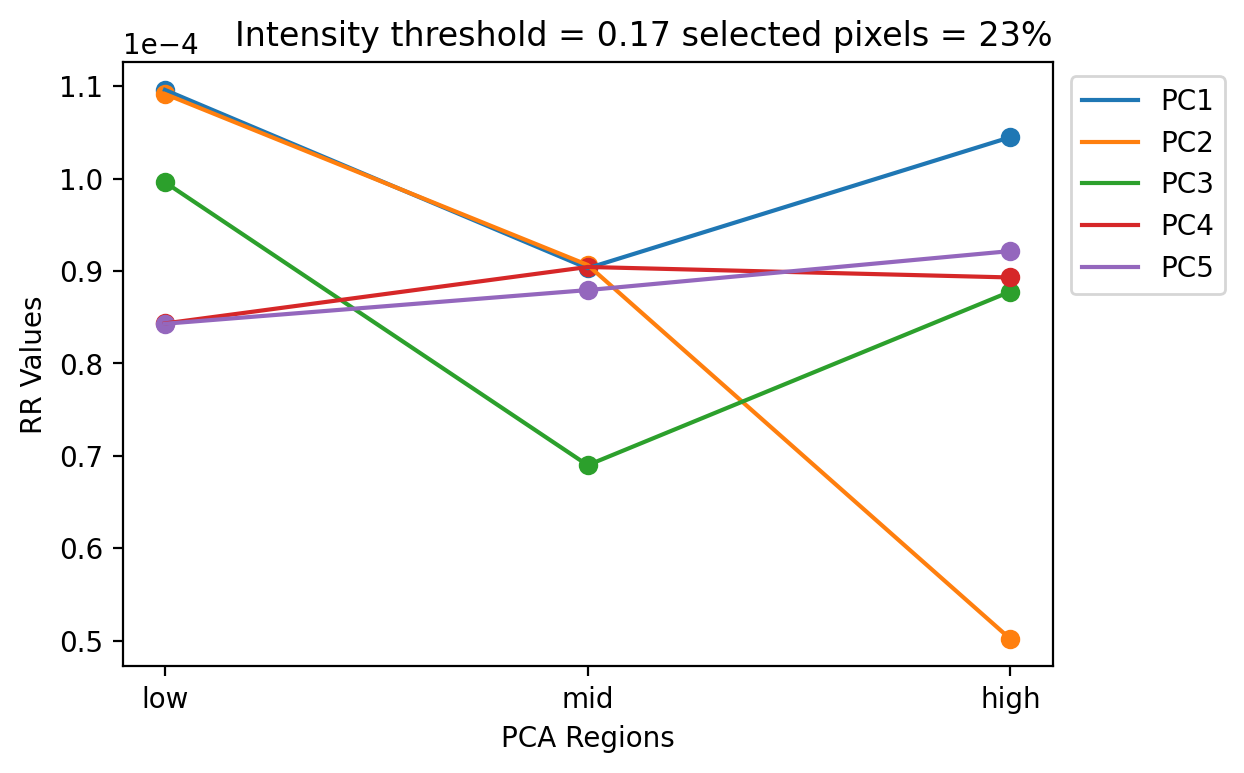 Intensity threshold = 0.17 selected pixels = 23%
1e−4
1.1
1.0
0.9
0.8
0.7
0.6
0.5
RR Values
low
mid
high
PCA Regions
PC1
PC2
PC3
PC4
PC5